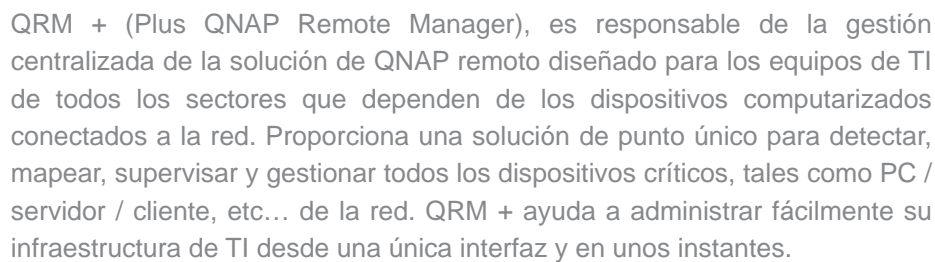 QRM + (Plus QNAP Remote Manager), es responsable de la gestión
centralizada de la solución de QNAP remoto diseñado para los equipos de TI
de todos los sectores que dependen de los dispositivos computarizados
conectados a la red. Proporciona una solución de punto único para detectar,
mapear, supervisar y gestionar todos los dispositivos críticos, tales como PC /
servidor / cliente, etc… de la red. QRM + ayuda a administrar fácilmente su
infraestructura de TI desde una única interfaz y en unos instantes.